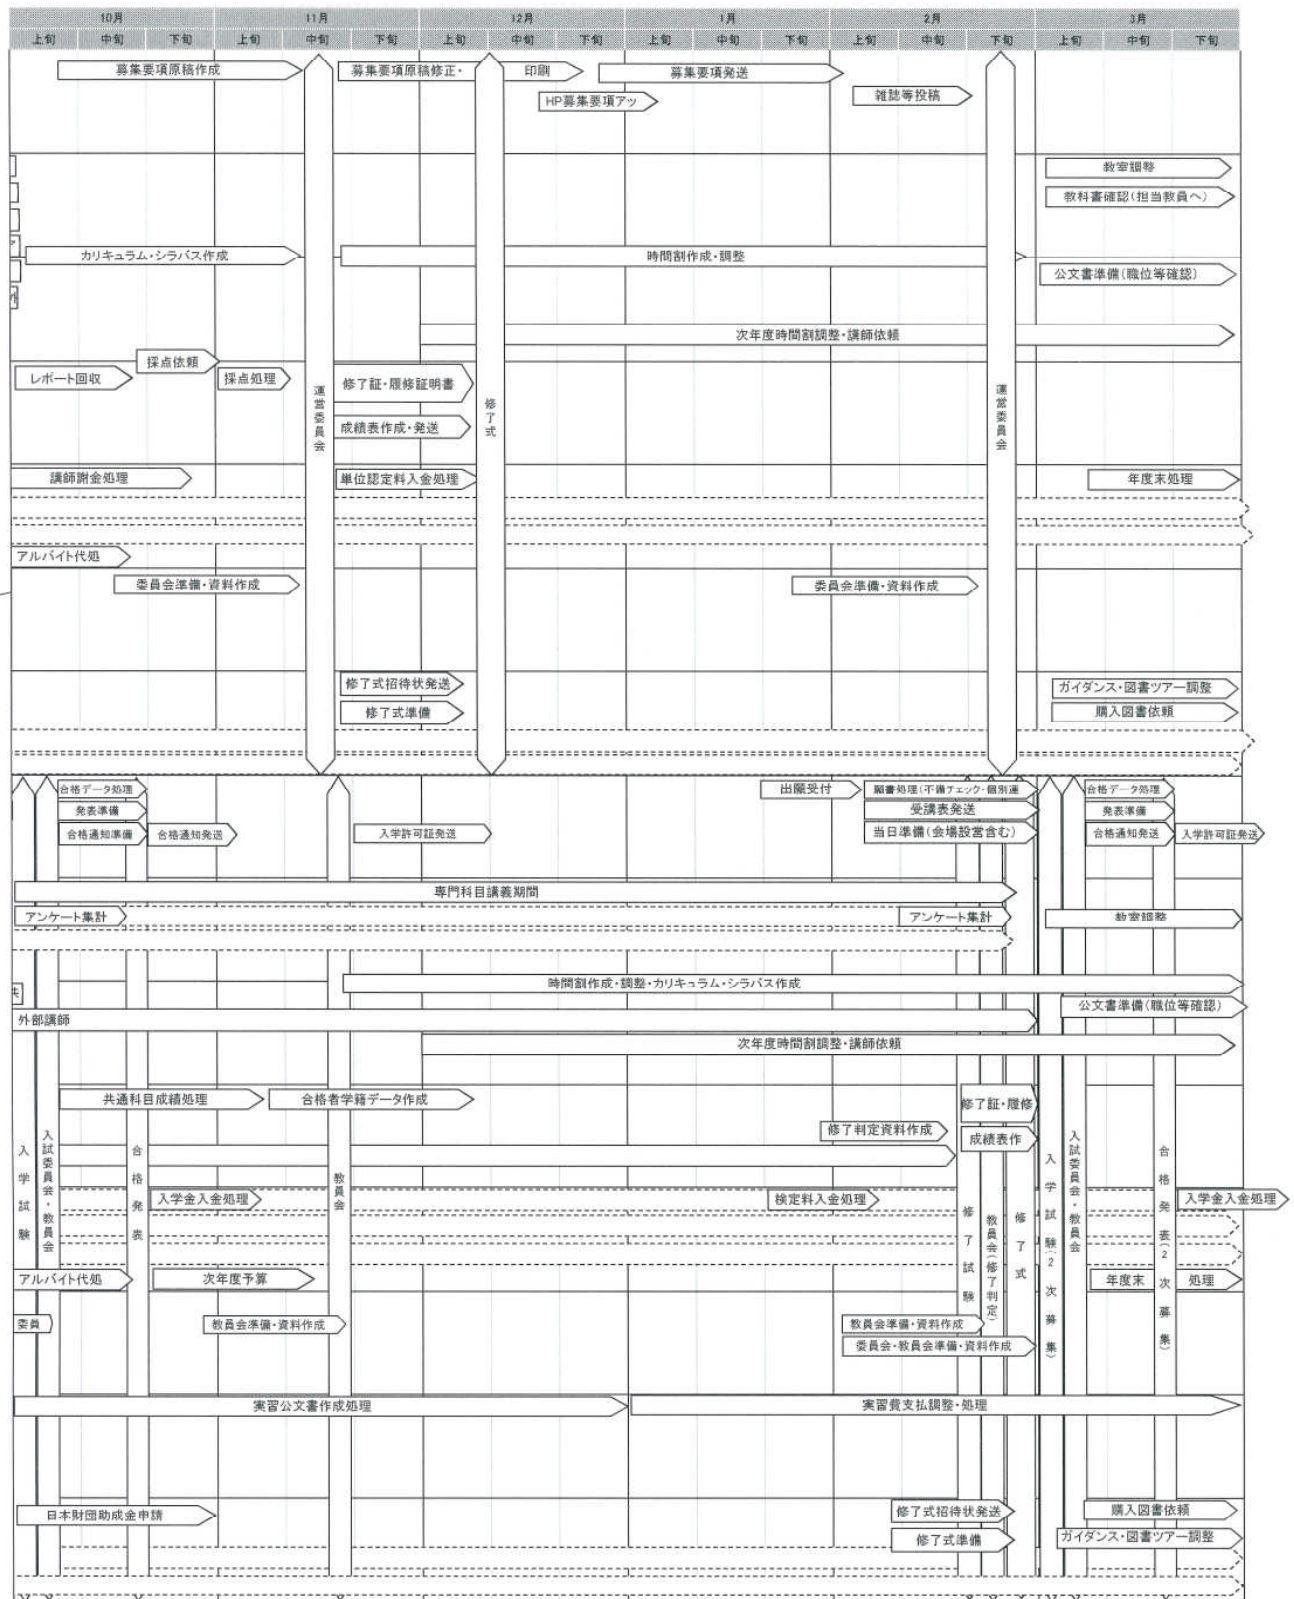 10月 11月 12月 1月 2月 3月
上旬 中旬 下旬 上旬 中旬 下旬 上旬 中旬 下旬 上旬 中旬 下旬 上旬 中旬 下旬 上旬 中旬 下旬
募集要項原稿作成 募集要項原稿修正・ 印刷 募集要項発送
HP募集要項アッ 雑誌等投稿
教室調整
教科書確認(担当教員へ)
カリキュラム・シラバス作成 時間割作成・調整
公文書準備(職位等確認)
次年度時間割調整・講師依頼
採点依頼
レポート回収 採点処理 修了証・履修証明書
運営委員会
修了式
運営委員会
成績表作成・発送
講師謝金処理 単位認定料入金処理 年度末処理
アルバイト代処
委員会準備・資料作成 委員会準備・資料作成
修了式招待状発送 ガイダンス・図書ツアー調整
修了式準備 購入図書依頼
合格データ処理 出願受付 願書処理(不備チェック・個別連 合格データ処理
発表準備 受講表発送 発表準備
合格通知準備 合格通知発送 入学許可証発送 当日準備(会場設営含む) 合格通知発送 入学許可証発送
専門科目講義期間
アンケート集計 アンケート集計 教室調整
時間割作成・調整・カリキュラム・シラバス作成
公文書準備(職位等確認)
外部講師
次年度時間割調整・講師依頼
共通科目成績処理 合格者学籍データ作成 修了証・履修
修了判定資料作成 成績表作
入学試験
入試委員会・教員会
合格発表
教員会
修了試験
教員会(修了判定)
修了式
入学試験(2次募集)
入試委員会・教員会
合格発表(2次募集)
入学金入金処理 検定料入金処理 入学金入金処理
アルバイト代処 次年度予算 年度末 処理
委員 教員会準備・資料作成 教員会準備・資料作成
委員会・教員会準備・資料作成
実習公文書作成処理 実習費支払調整・処理
日本財団助成金申請 修了式招待状発送 購入図書依頼
修了式準備 ガイダンス・図書ツアー調整